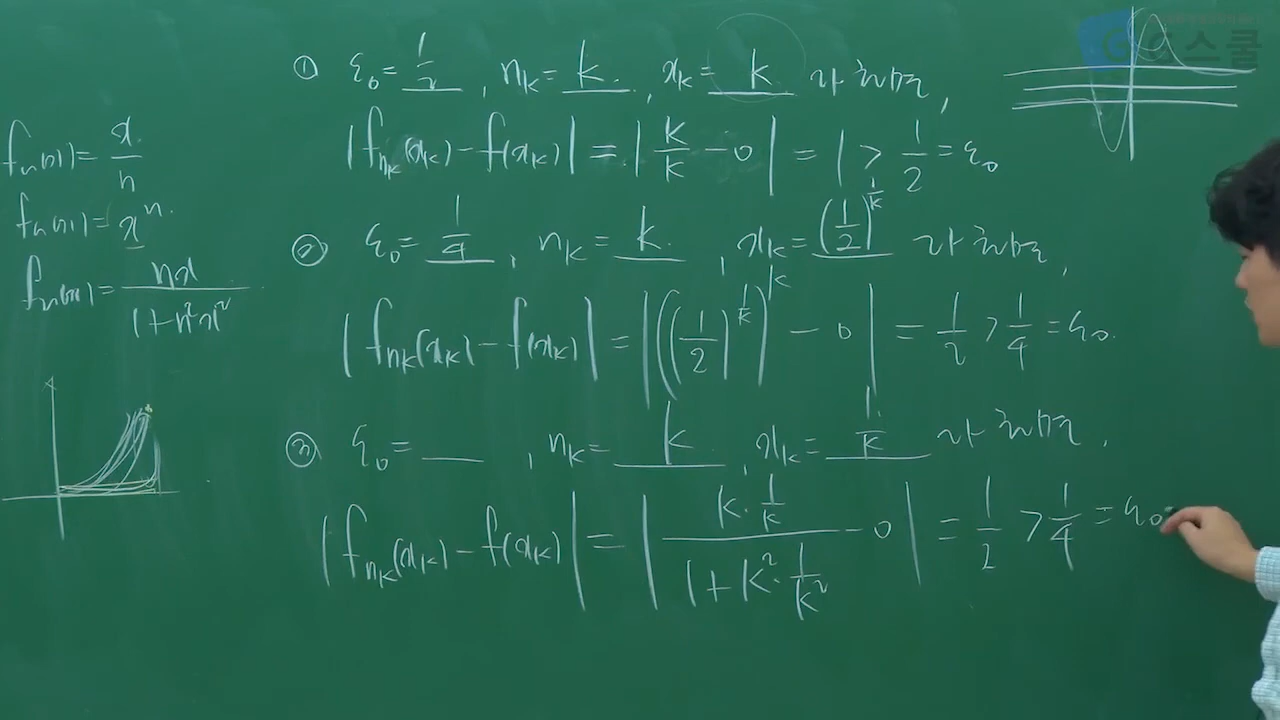 ① ε₀ = 1/2 , n_k = k , x_k = k 라 하면,
|f_{n_k}(x_k) - f(x_k)| = |k/k - 0| = 1 > 1/2 = ε₀
f_n(x) = x/n
f_n(x) = x^n
f_n(x) = nx/(1+n²x²)
② ε₀ = 1/4 , n_k = k , x_k = (1/2)^{1/k} 라 하면,
|f_{n_k}(x_k) - f(x_k)| = |((1/2)^{1/k})^k - 0| = 1/2 > 1/4 = ε₀.
③ ε₀ = ___ , n_k = k , x_k = 1/k 라 하면,
|f_{n_k}(x_k) - f(x_k)| = |(k·1/k)/(1+k²·1/k²) - 0| = 1/2 > 1/4 = ε₀
스쿨